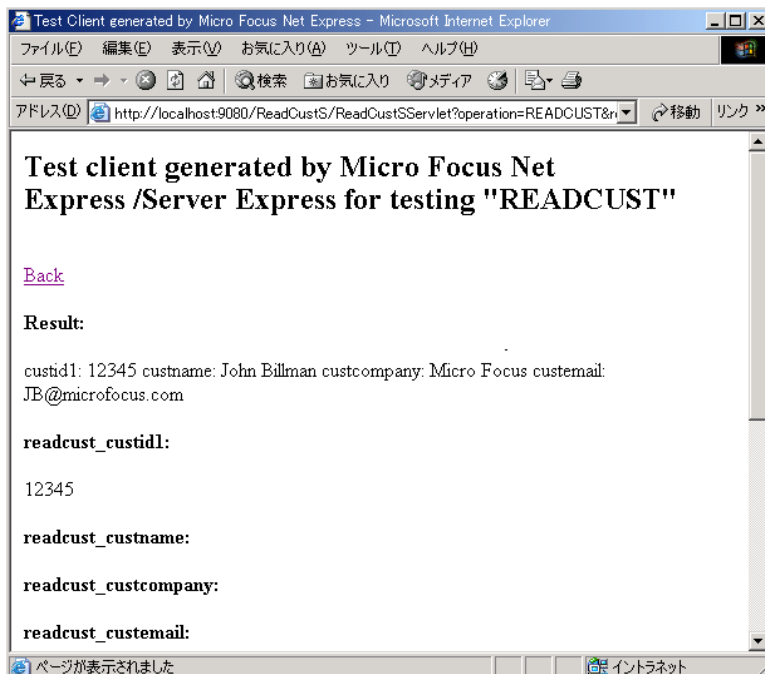 Test Client generated by Micro Focus Net Express - Microsoft Internet Explorer
ファイル(F) 編集(E) 表示(V) お気に入り(A) ツール(T) ヘルプ(H)
戻る 検索 お気に入り メディア
アドレス(D) http://localhost:9080/ReadCustS/ReadCustSServlet?operation=READCUST&r 移動 リンク »
Test client generated by Micro Focus Net
Express /Server Express for testing "READCUST"
Back
Result:
custid1: 12345 custname: John Billman custcompany: Micro Focus custemail:
JB@microfocus.com
readcust_custid1:
12345
readcust_custname:
readcust_custcompany:
readcust_custemail:
ページが表示されました イントラネット